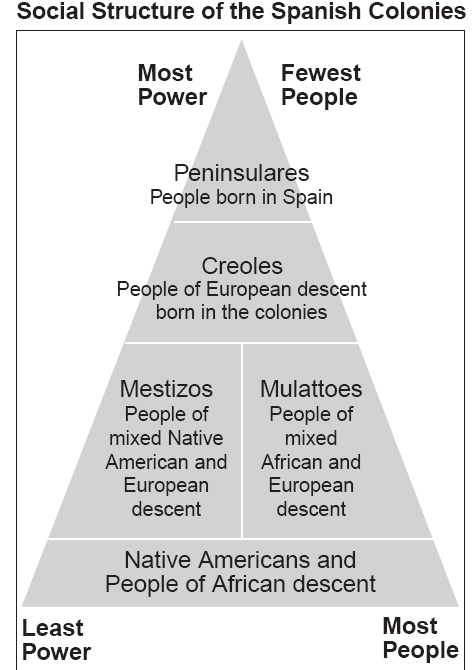 Social Structure of the Spanish Colonies
Most
Power
Fewest
People
Peninsulares
People born in Spain
Creoles
People of European descent
born in the colonies
Mestizos
People of
mixed Native
American and
European
descent
Mulattoes
People of
mixed
African and
European
descent
Native Americans and
People of African descent
Least
Power
Most
People